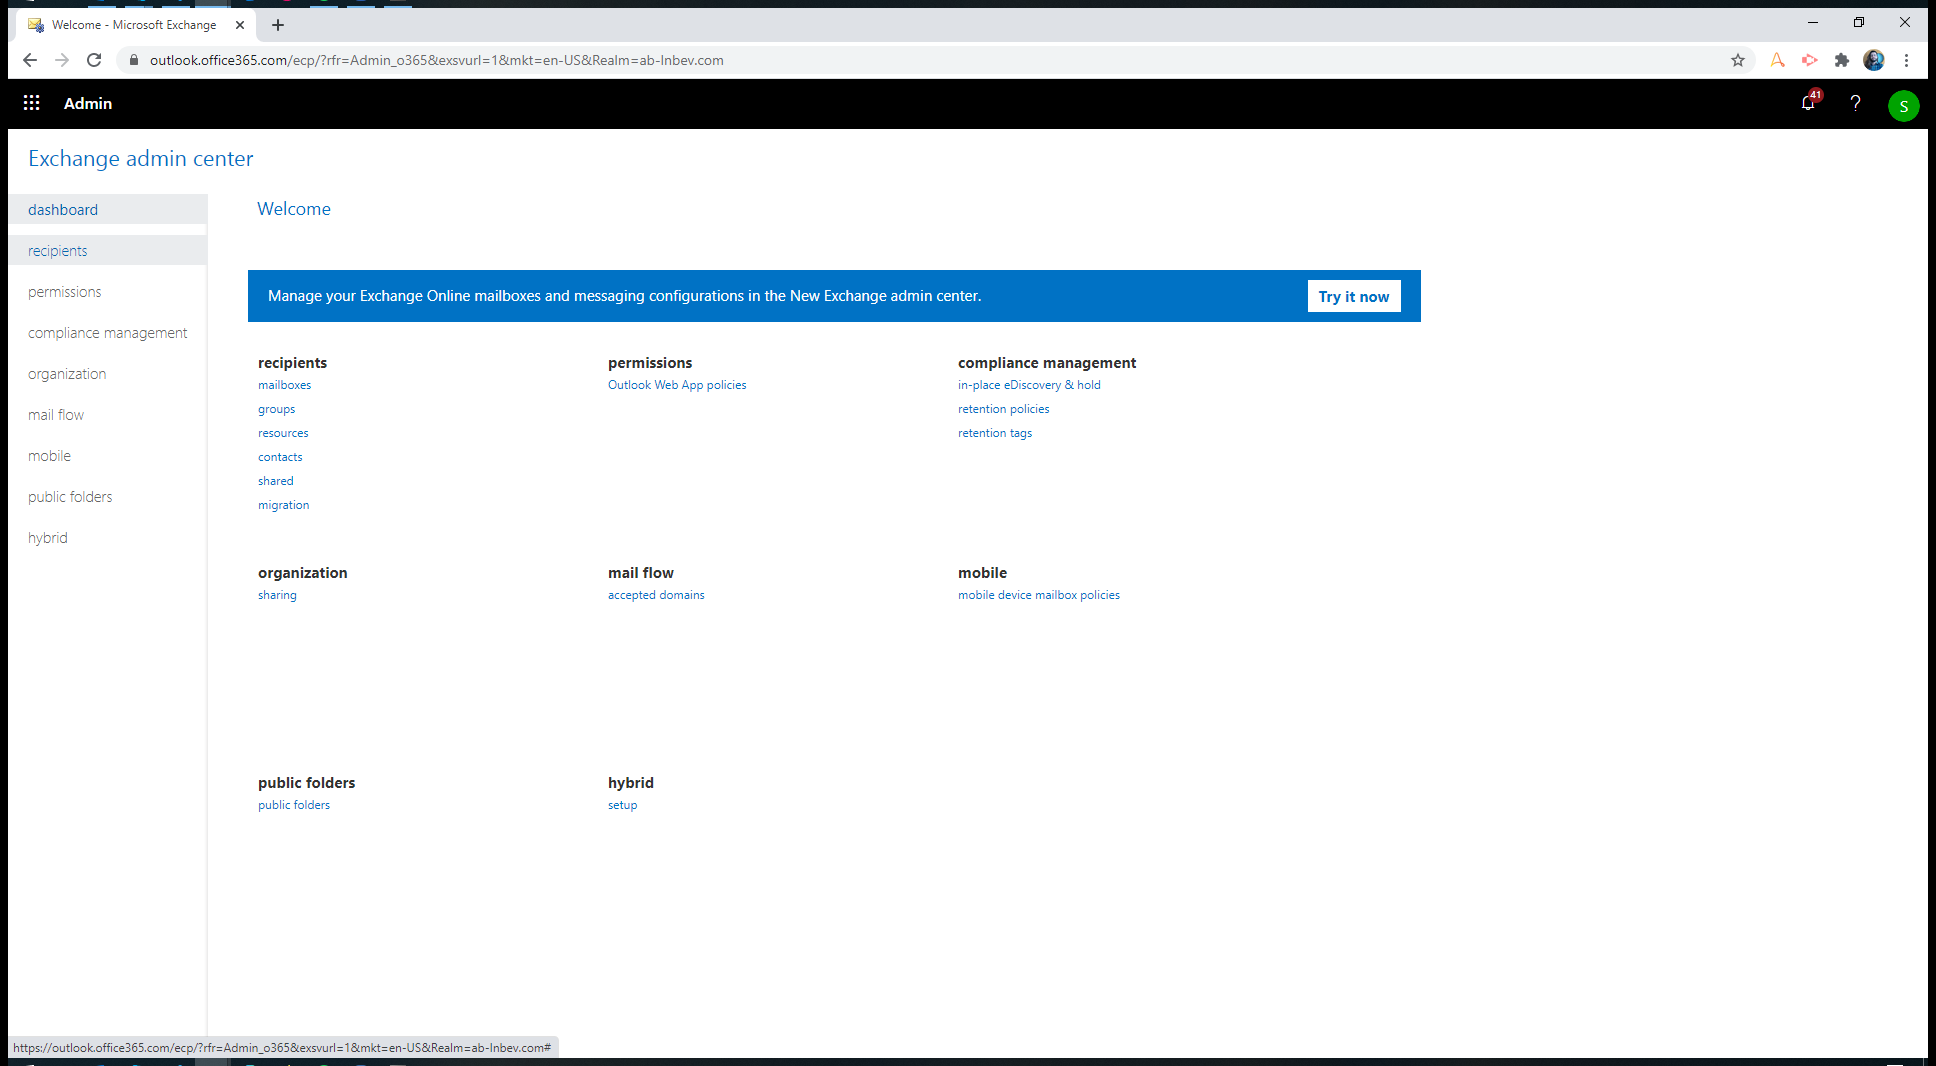 Welcome - Microsoft Exchange
outlook.office365.com/ecp/?rfr=Admin_o365&exsvurl=1&mkt=en-US&Realm=ab-Inbev.com
Admin
41
?
S
Exchange admin center
dashboard
recipients
permissions
compliance management
organization
mail flow
mobile
public folders
hybrid
Welcome
Manage your Exchange Online mailboxes and messaging configurations in the New Exchange admin center.
Try it now
recipients
mailboxes
groups
resources
contacts
shared
migration
permissions
Outlook Web App policies
compliance management
in-place eDiscovery & hold
retention policies
retention tags
organization
sharing
mail flow
accepted domains
mobile
mobile device mailbox policies
public folders
public folders
hybrid
setup
https://outlook.office365.com/ecp/?rfr=Admin_o365&exsvurl=1&mkt=en-US&Realm=ab-Inbev.com#